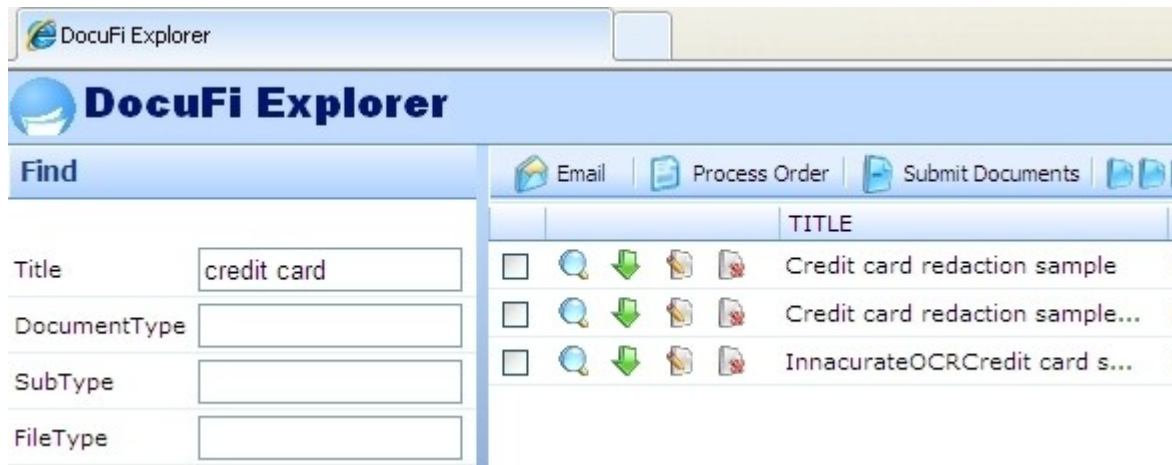 DocuFi Explorer
DocuFi Explorer
Find
Title credit card
DocumentType
SubType
FileType
Email Process Order Submit Documents
TITLE
Credit card redaction sample
Credit card redaction sample...
InnacurateOCRCredit card s...